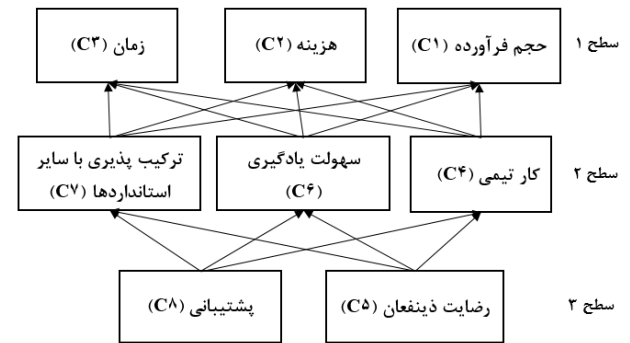 سطح ۱
حجم فرآورده (C۱)
هزینه (C۲)
زمان (C۳)
سطح ۲
کار تیمی (C۴)
سهولت یادگیری
(C۶)
ترکیب پذیری با سایر
استانداردها (C۷)
سطح ۳
رضایت ذینفعان (C۵)
پشتیبانی (C۸)